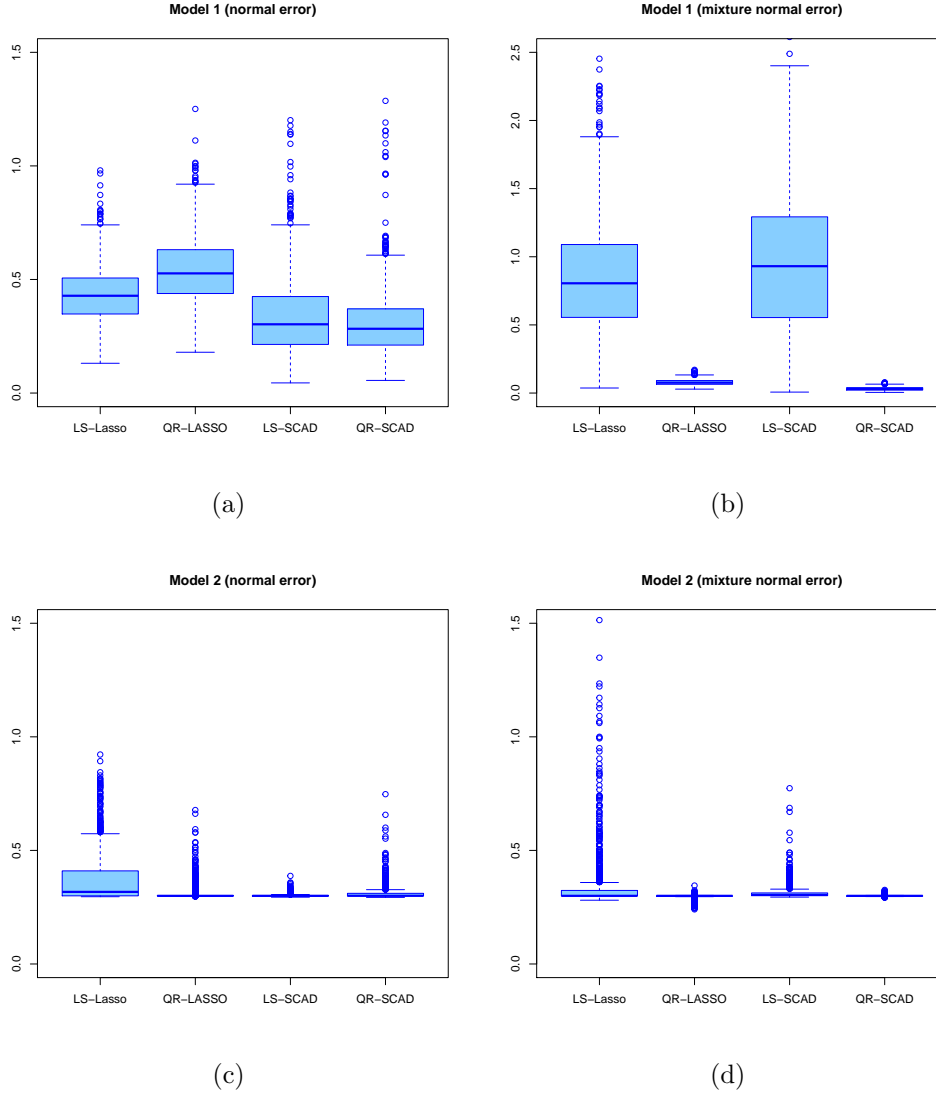 Model 1 (normal error)
1.5
1.0
0.5
0.0
LS−Lasso QR−LASSO LS−SCAD QR−SCAD
(a)
Model 1 (mixture normal error)
2.5
2.0
1.5
1.0
0.5
0.0
LS−Lasso QR−LASSO LS−SCAD QR−SCAD
(b)
Model 2 (normal error)
1.5
1.0
0.5
0.0
LS−Lasso QR−LASSO LS−SCAD QR−SCAD
(c)
Model 2 (mixture normal error)
1.5
1.0
0.5
0.0
LS−Lasso QR−LASSO LS−SCAD QR−SCAD
(d)